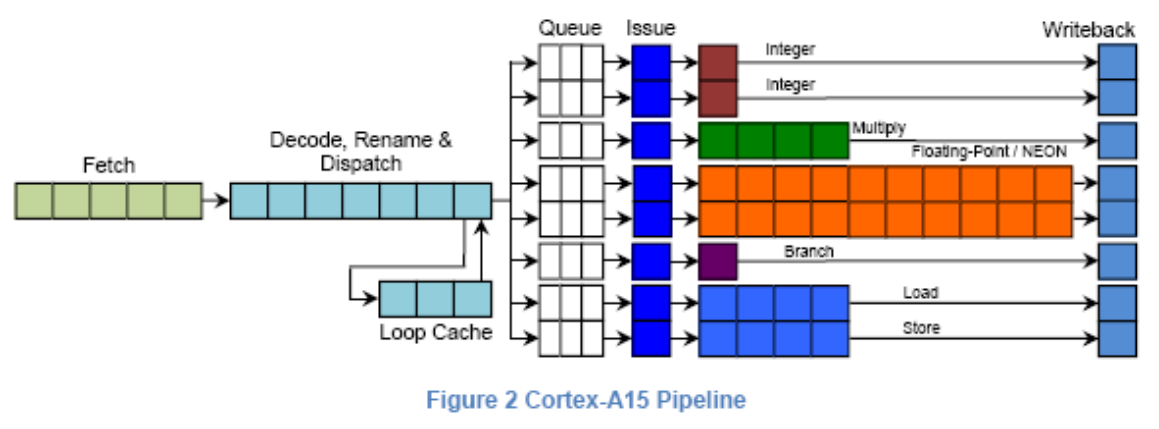 Queue Issue Writeback
Integer
Integer
Decode, Rename &
Dispatch
Multiply
Fetch
Floating-Point / NEON
Branch
Load
Loop Cache
Store
Figure 2 Cortex-A15 Pipeline